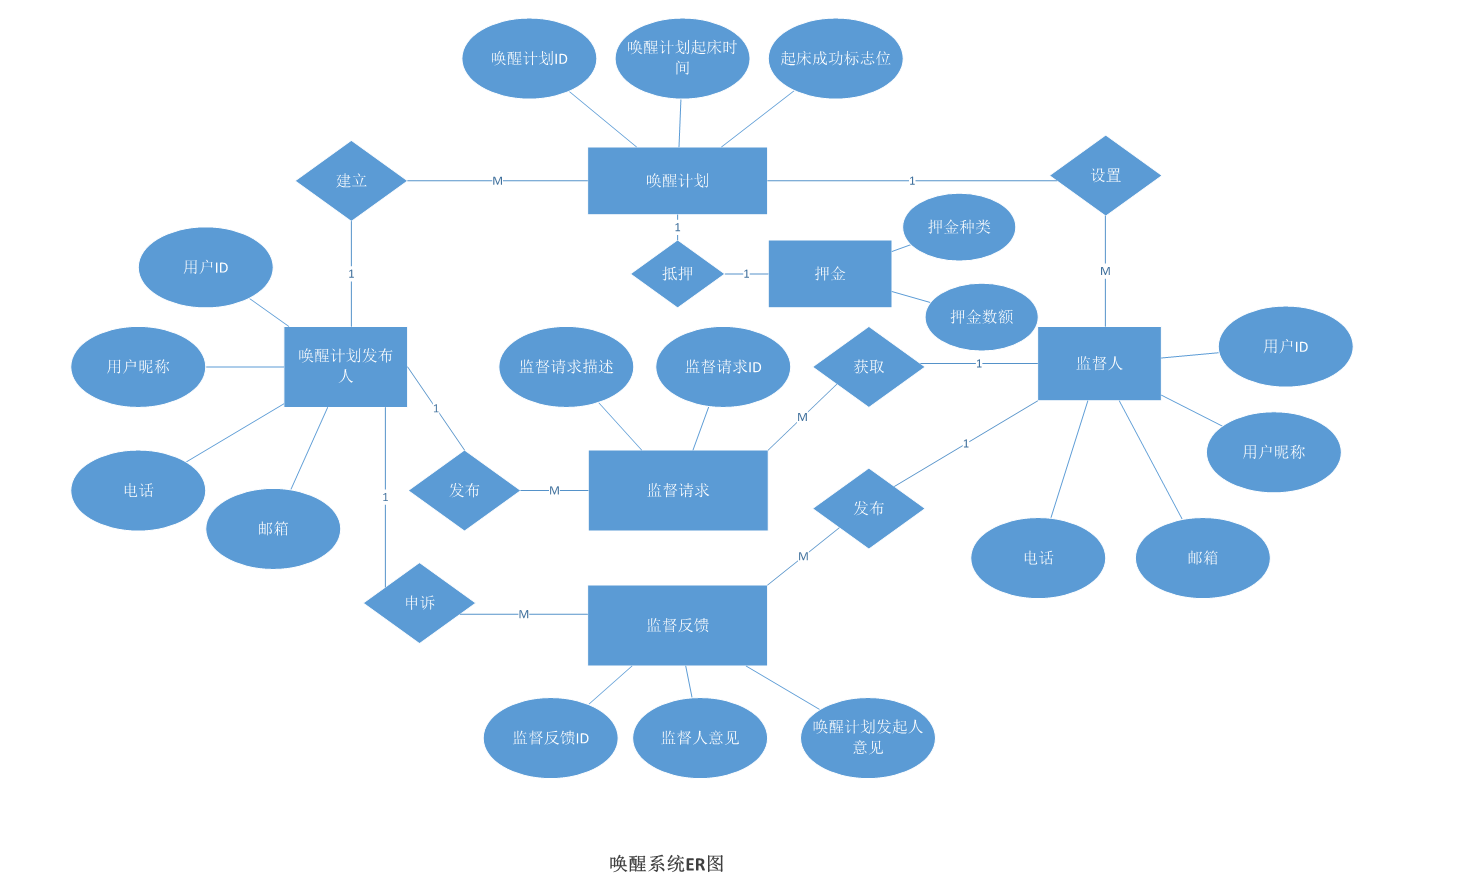 唤醒计划ID
唤醒计划起床时
间
起床成功标志位
建立
M
唤醒计划
1
设置
1
押金种类
用户ID
1
抵押
1
押金
M
押金数额
唤醒计划发布
人
用户昵称
监督请求描述
监督请求ID
获取
1
监督人
用户ID
1
M
1
用户昵称
电话
邮箱
1
发布
M
监督请求
发布
M
电话
邮箱
申诉
M
监督反馈
监督反馈ID
监督人意见
唤醒计划发起人
意见
唤醒系统ER图